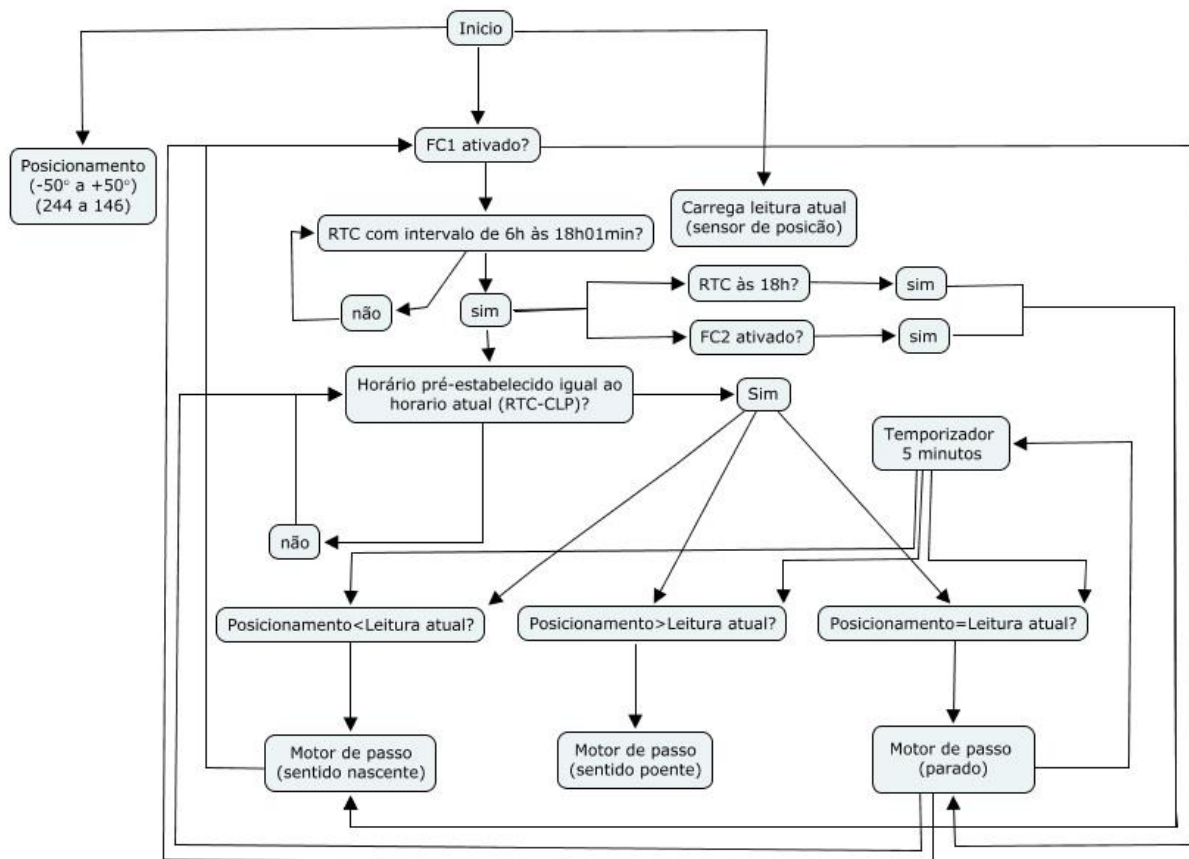 Inicio
FC1 ativado?
Posicionamento
(-50° a +50°)
(244 a 146)
Carrega leitura atual
(sensor de posicão)
RTC com intervalo de 6h às 18h01min?
não
sim
RTC às 18h?
sim
FC2 ativado?
sim
Horário pré-estabelecido igual ao
horario atual (RTC-CLP)?
Sim
Temporizador
5 minutos
não
Posicionamento<Leitura atual?
Posicionamento>Leitura atual?
Posicionamento=Leitura atual?
Motor de passo
(sentido nascente)
Motor de passo
(sentido poente)
Motor de passo
(parado)